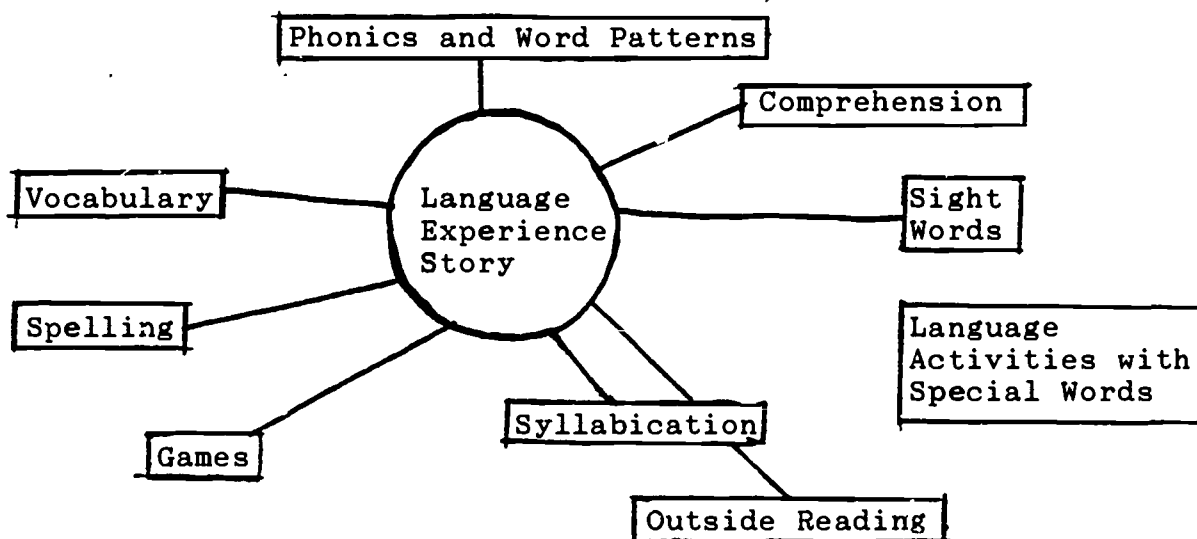 Phonics and Word Patterns
Comprehension
Vocabulary
Language
Experience
Story
Sight
Words
Spelling
Language
Activities with
Special Words
Syllabication
Games
Outside Reading